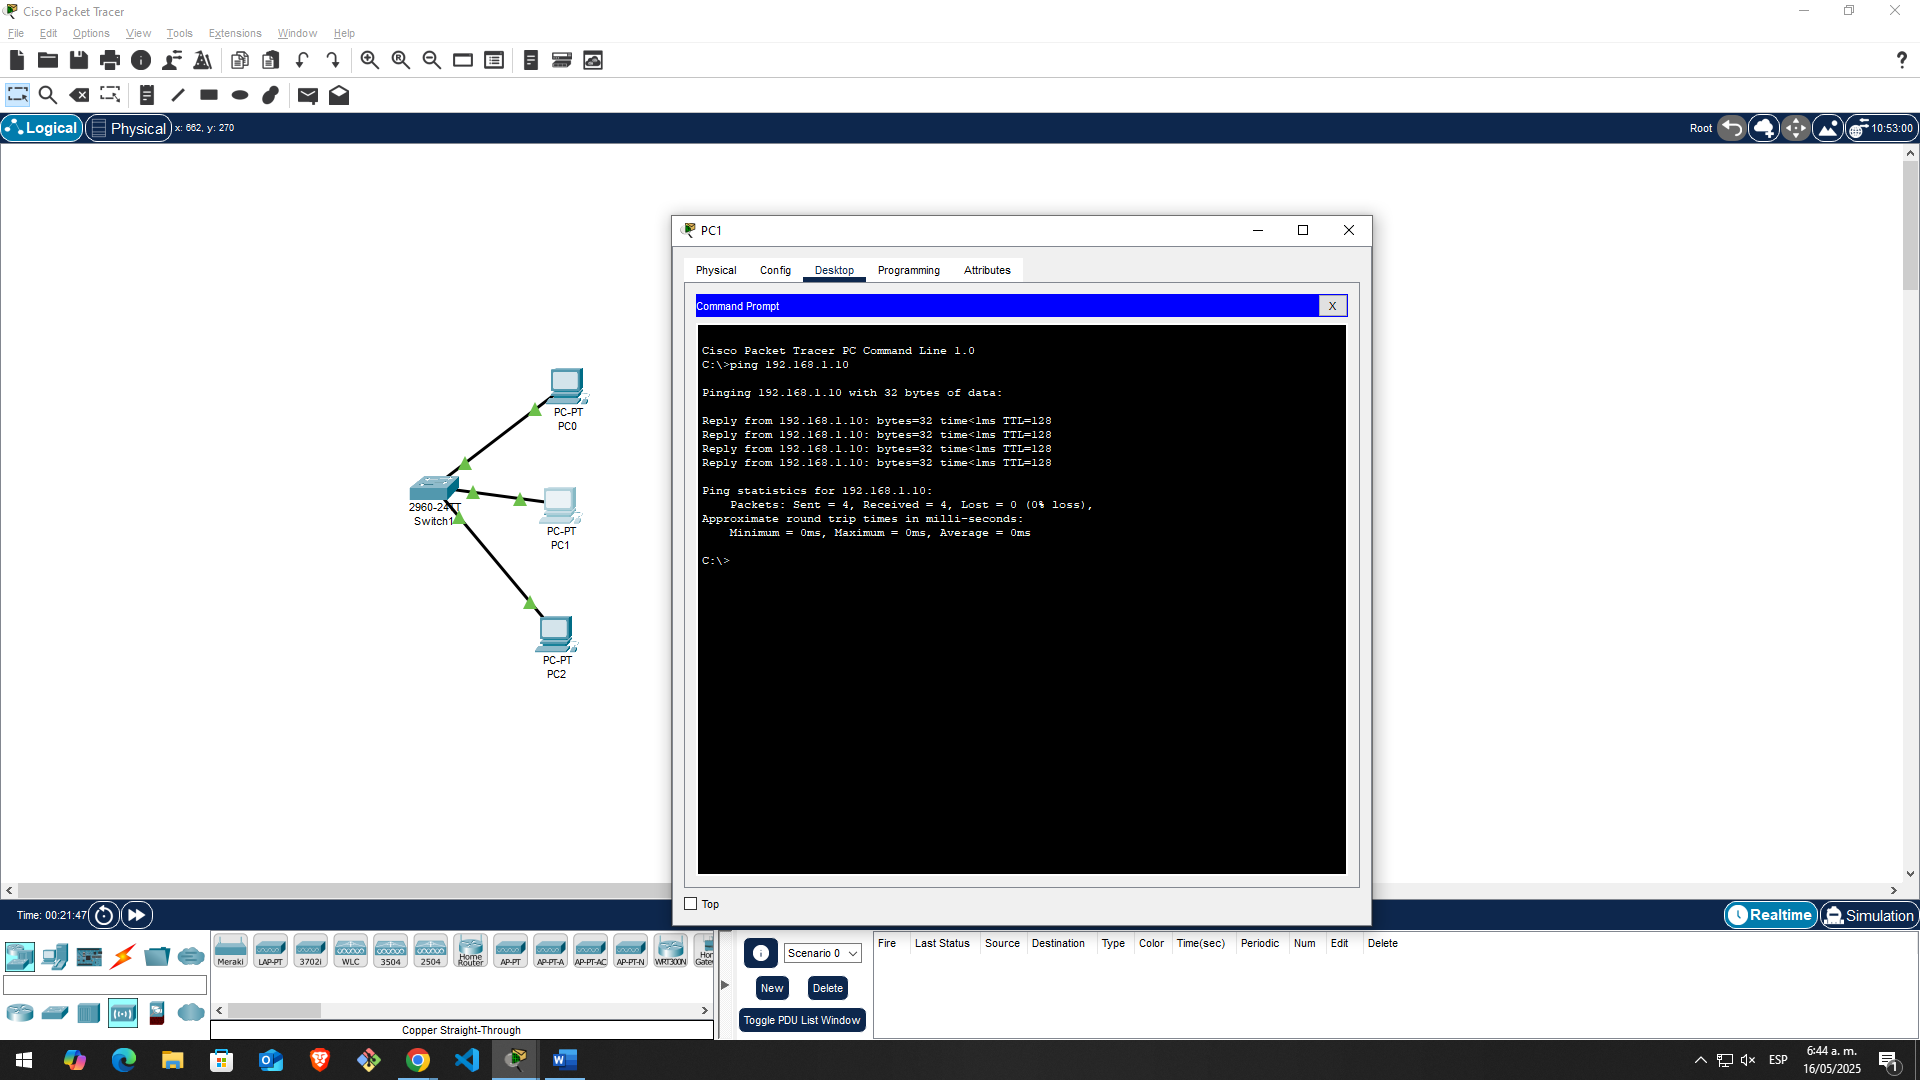 Cisco Packet Tracer
File Edit Options View Tools Extensions Window Help
Logical Physical x: 662, y: 270
Root 10:53:00
PC-PT
PC0
2960-24TT
Switch1
PC-PT
PC1
PC-PT
PC2
PC1
Physical Config Desktop Programming Attributes
Command Prompt X
Cisco Packet Tracer PC Command Line 1.0
C:\>ping 192.168.1.10
Pinging 192.168.1.10 with 32 bytes of data:
Reply from 192.168.1.10: bytes=32 time<1ms TTL=128
Reply from 192.168.1.10: bytes=32 time<1ms TTL=128
Reply from 192.168.1.10: bytes=32 time<1ms TTL=128
Reply from 192.168.1.10: bytes=32 time<1ms TTL=128
Ping statistics for 192.168.1.10:
Packets: Sent = 4, Received = 4, Lost = 0 (0% loss),
Approximate round trip times in milli-seconds:
Minimum = 0ms, Maximum = 0ms, Average = 0ms
C:\>
Top
Time: 00:21:47
Realtime Simulation
Meraki LAP-PT 3702i WLC 3504 2504 Home Router AP-PT AP-PT-A AP-PT-AC AP-PT-N WRT300N
Copper Straight-Through
Scenario 0
New Delete
Toggle PDU List Window
Fire Last Status Source Destination Type Color Time(sec) Periodic Num Edit Delete
ESP
6:44 a. m.
16/05/2025
1